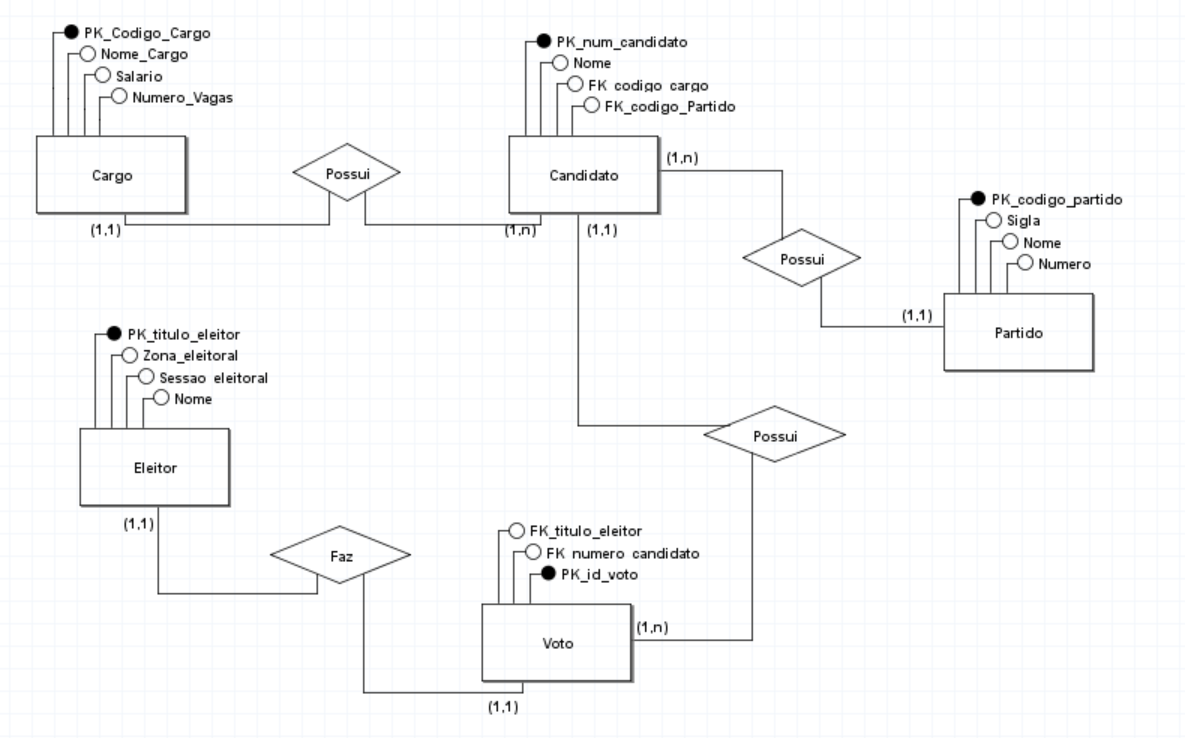 PK_Codigo_Cargo
Nome_Cargo
Salario
Numero_Vagas
Cargo
(1,1)
Possui
PK_num_candidato
Nome
FK_codigo_cargo
FK_codigo_Partido
Candidato
(1,n)
(1,n)
(1,1)
Possui
PK_codigo_partido
Sigla
Nome
Numero
(1,1)
Partido
PK_titulo_eleitor
Zona_eleitoral
Sessao_eleitoral
Nome
Eleitor
(1,1)
Possui
Faz
FK_titulo_eleitor
FK_numero_candidato
PK_id_voto
Voto
(1,n)
(1,1)